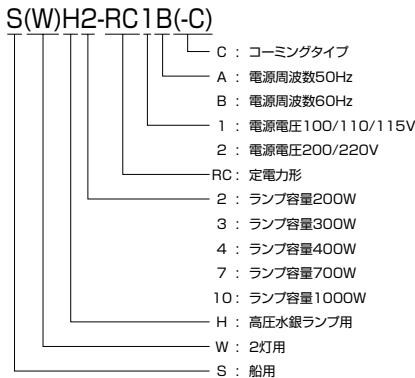 S(W)H2-RC1B(-C)
C : コーミングタイプ
A : 電源周波数50Hz
B : 電源周波数60Hz
1 : 電源電圧100/110/115V
2 : 電源電圧200/220V
RC : 定電力形
2 : ランプ容量200W
3 : ランプ容量300W
4 : ランプ容量400W
7 : ランプ容量700W
10 : ランプ容量1000W
H : 高圧水銀ランプ用
W : 2灯用
S : 船用